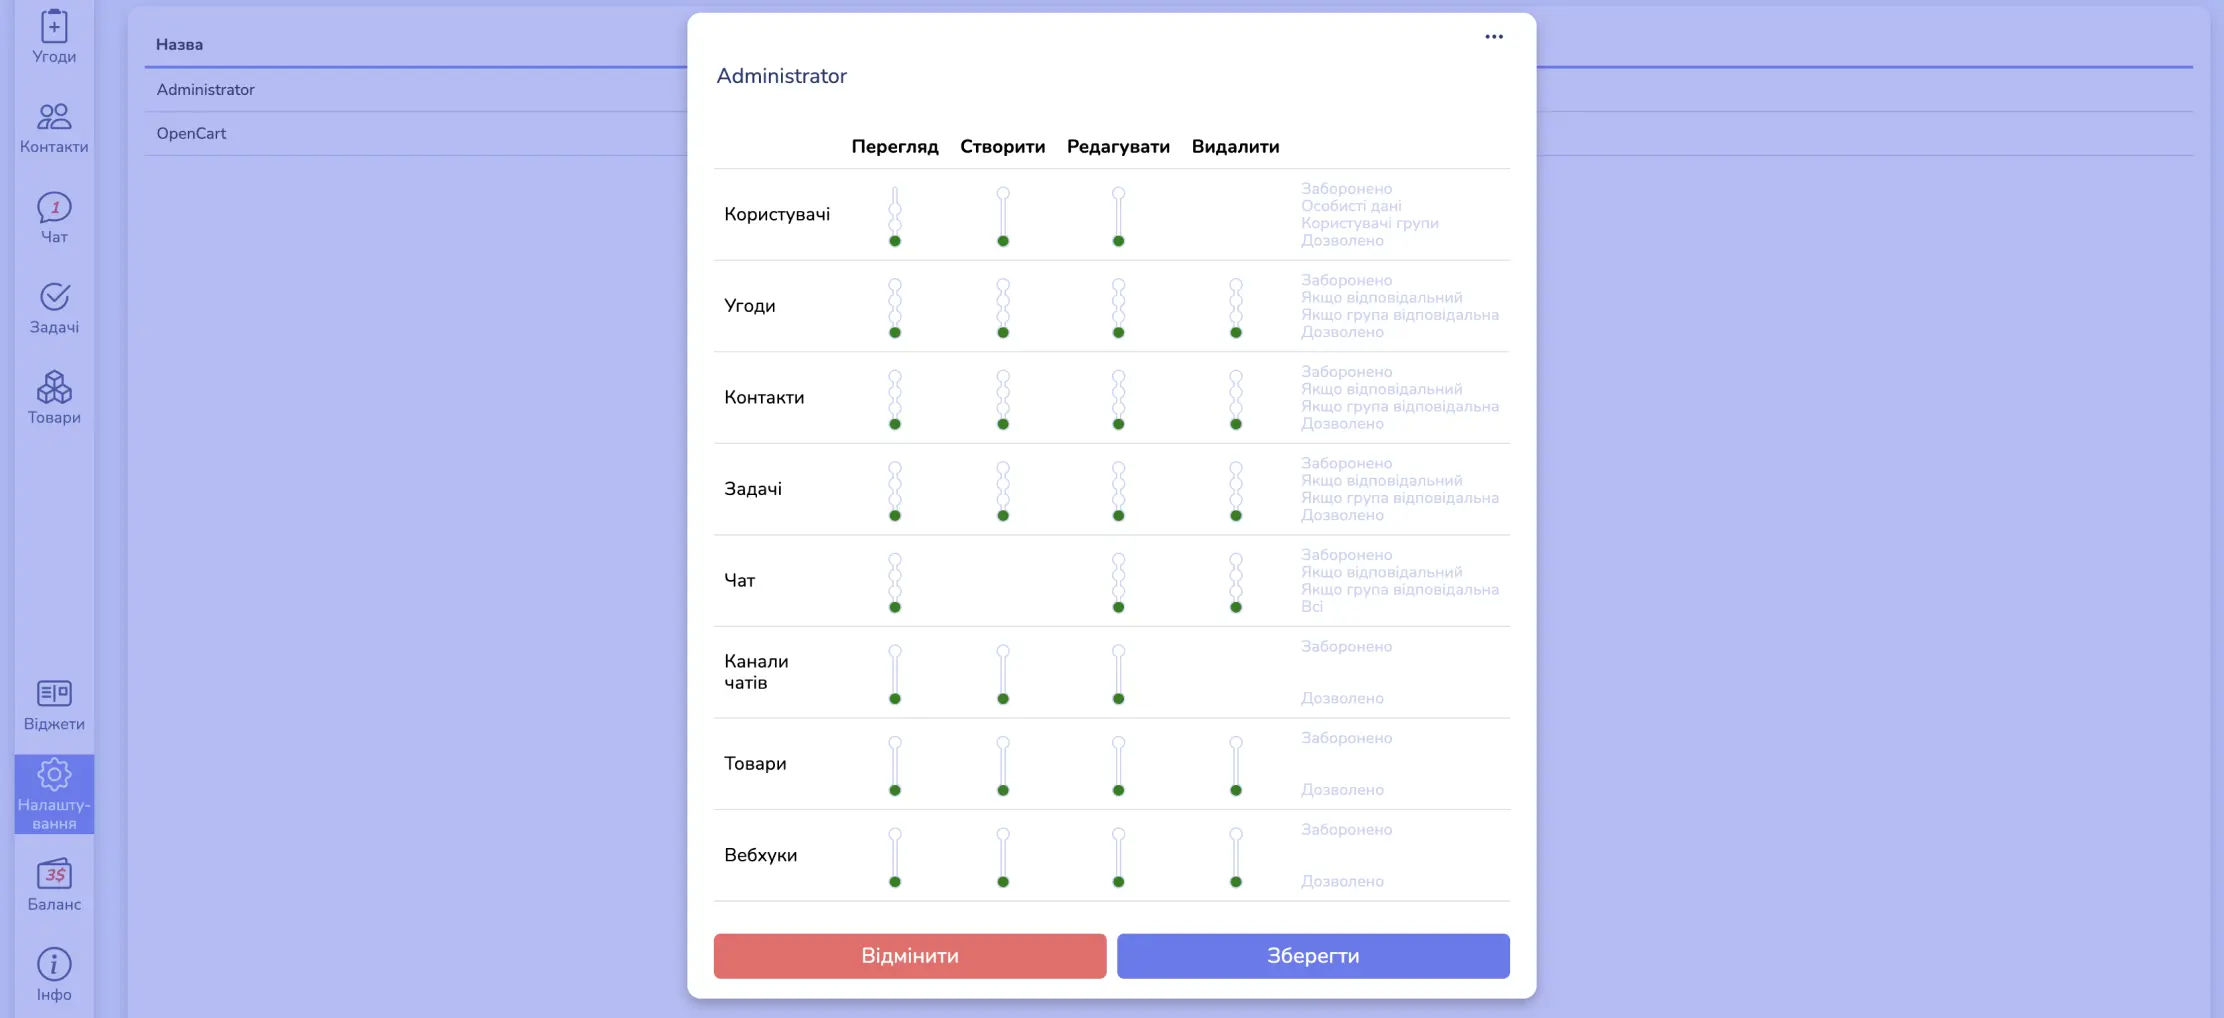 Угоди
Контакти
1
Чат
Задачі
Товари
Віджети
Налашту-
вання
3$
Баланс
i
Інфо
Назва
Administrator
OpenCart
Administrator
Перегляд Створити Редагувати Видалити
Користувачі
Заборонено
Особисті дані
Користувачі групи
Дозволено
Угоди
Заборонено
Якщо відповідальний
Якщо група відповідальна
Дозволено
Контакти
Заборонено
Якщо відповідальний
Якщо група відповідальна
Дозволено
Задачі
Заборонено
Якщо відповідальний
Якщо група відповідальна
Дозволено
Чат
Заборонено
Якщо відповідальний
Якщо група відповідальна
Всі
Канали
чатів
Заборонено
Дозволено
Товари
Заборонено
Дозволено
Вебхуки
Заборонено
Дозволено
Відмінити
Зберегти